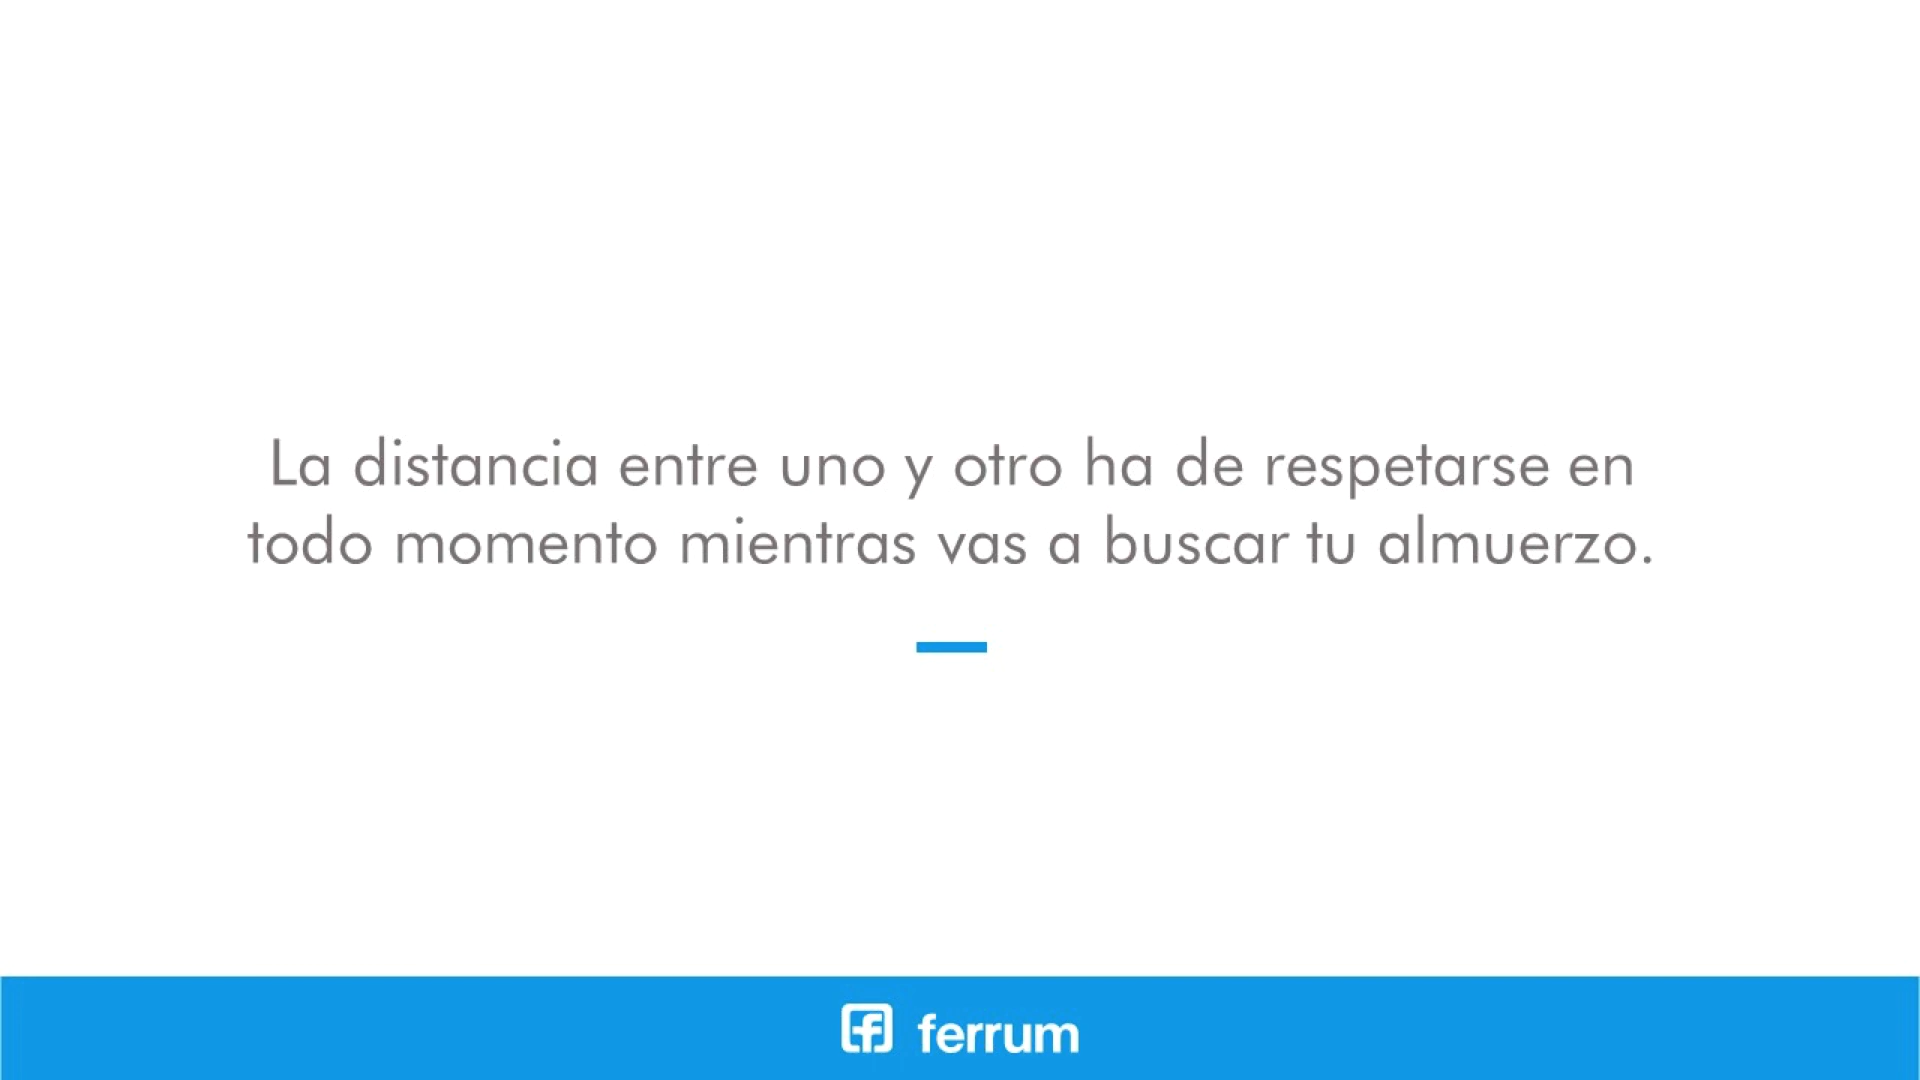 La distancia entre uno y otro ha de respetarse en
todo momento mientras vas a buscar tu almuerzo.
ferrum